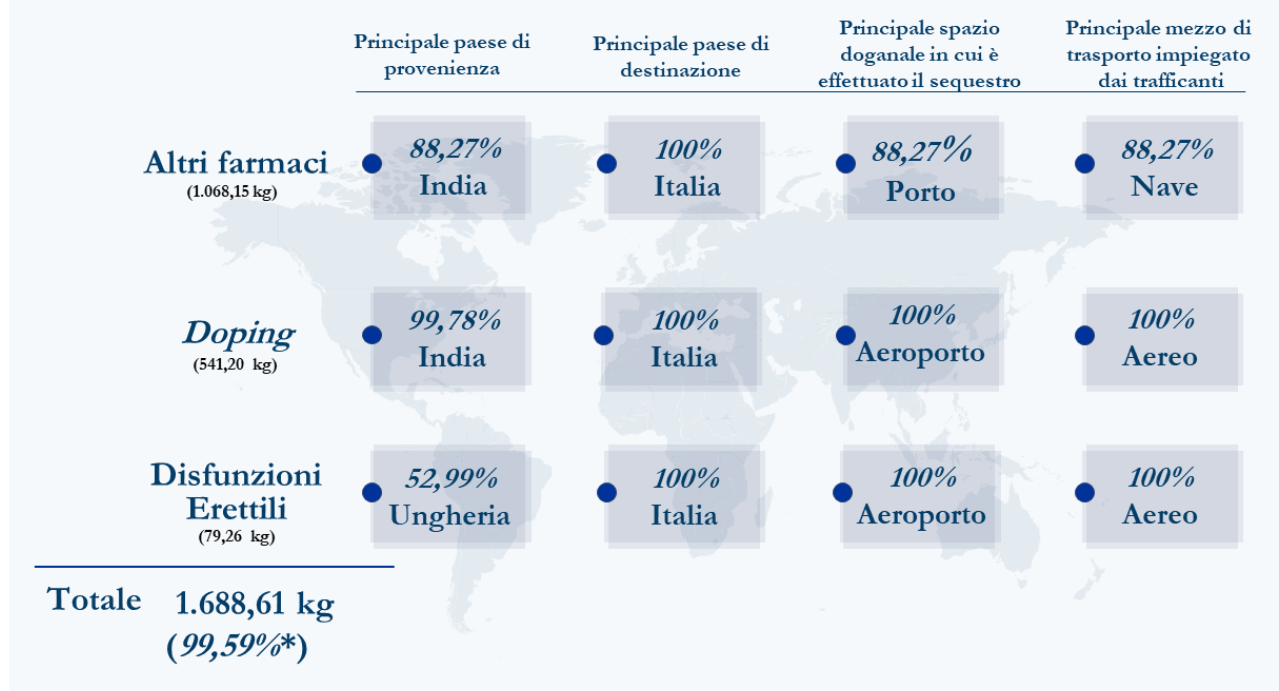 Principale paese di
provenienza
Principale paese di
destinazione
Principale spazio
doganale in cui è
effettuato il sequestro
Principale mezzo di
trasporto impiegato
dai trafficanti
Altri farmaci
(1.068,15 kg)
88,27%
India
100%
Italia
88,27%
Porto
88,27%
Nave
Doping
(541,20 kg)
99,78%
India
100%
Italia
100%
Aeroporto
100%
Aereo
Disfunzioni
Erettili
(79,26 kg)
52,99%
Ungheria
100%
Italia
100%
Aeroporto
100%
Aereo
Totale 1.688,61 kg
(99,59%*)